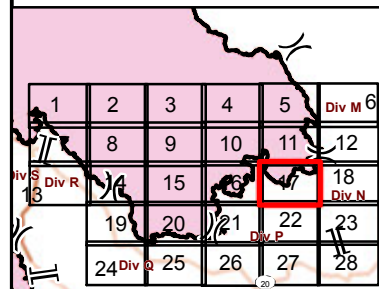 1 2 3 4 5 Div M 6
8 9 10 11 12
Div S 13 Div R 14 15 16 17 18 Div N
19 20 21 Div P 22 23
24 Div Q 25 26 27 28
20